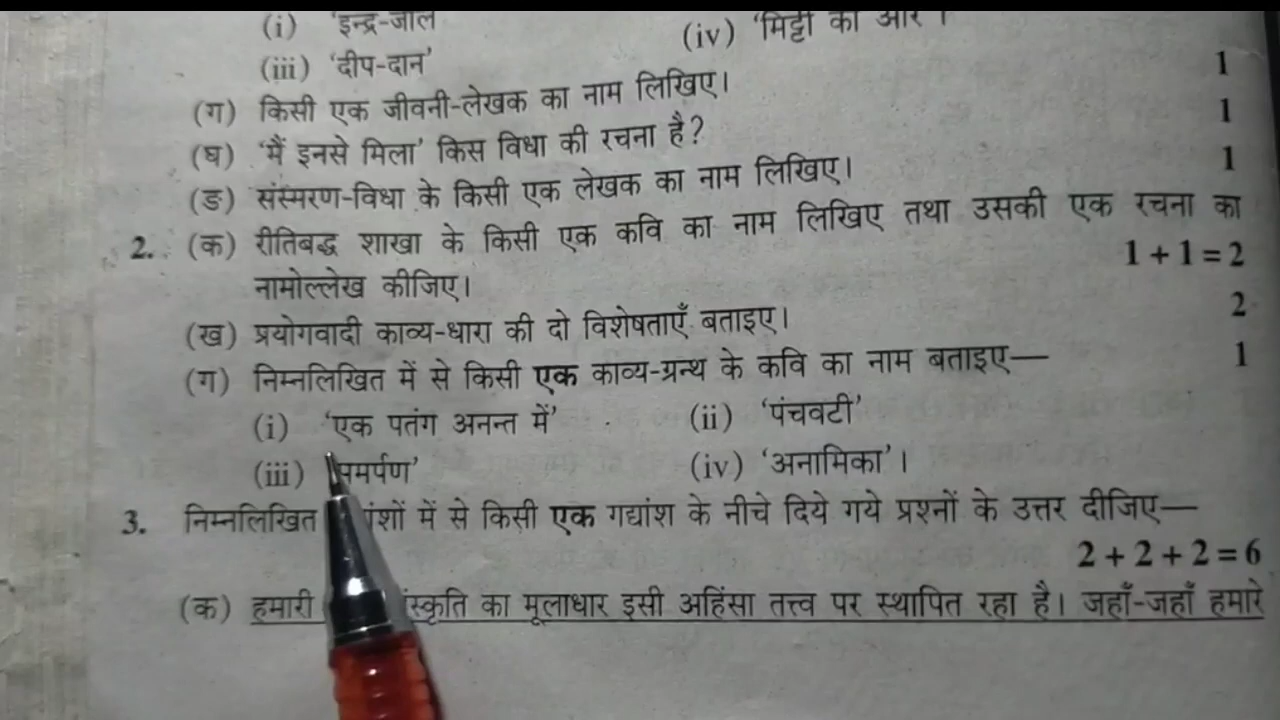 (i) 'इन्द्र-जाल
(iv) 'मिट्टी की ओर'।
(iii) 'दीप-दान'
(ग) किसी एक जीवनी-लेखक का नाम लिखिए। 1
(घ) 'मैं इनसे मिला' किस विधा की रचना है? 1
(ङ) संस्मरण-विधा के किसी एक लेखक का नाम लिखिए। 1
2. (क) रीतिबद्ध शाखा के किसी एक कवि का नाम लिखिए तथा उसकी एक रचना का
नामोल्लेख कीजिए। 1 + 1 = 2
(ख) प्रयोगवादी काव्य-धारा की दो विशेषताएँ बताइए। 2
(ग) निम्नलिखित में से किसी एक काव्य-ग्रन्थ के कवि का नाम बताइए— 1
(i) 'एक पतंग अनन्त में' (ii) 'पंचवटी'
(iii) समर्पण' (iv) 'अनामिका'।
3. निम्नलिखित में से किसी एक गद्यांश के नीचे दिये गये प्रश्नों के उत्तर दीजिए—
2 + 2 + 2 = 6
(क) हमारी का मूलाधार इसी अहिंसा तत्त्व पर स्थापित रहा है। जहाँ-जहाँ हमारे